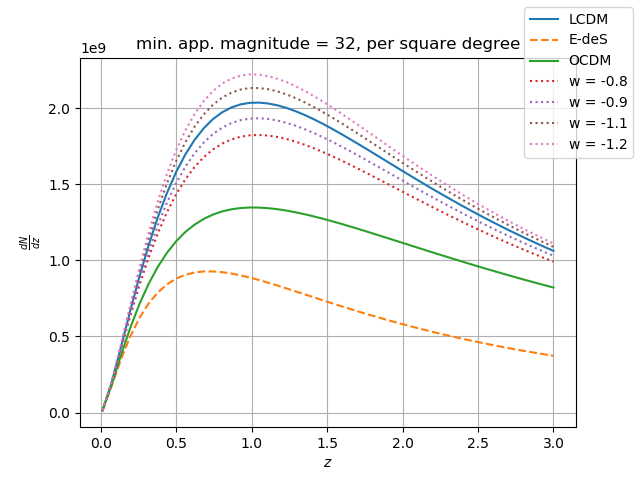 min. app. magnitude = 32, per square degree
1e9
LCDM
E-deS
OCDM
w = -0.8
w = -0.9
w = -1.1
w = -1.2
2.0
1.5
1.0
0.5
0.0
dN
dz
0.0 0.5 1.0 1.5 2.0 2.5 3.0
z